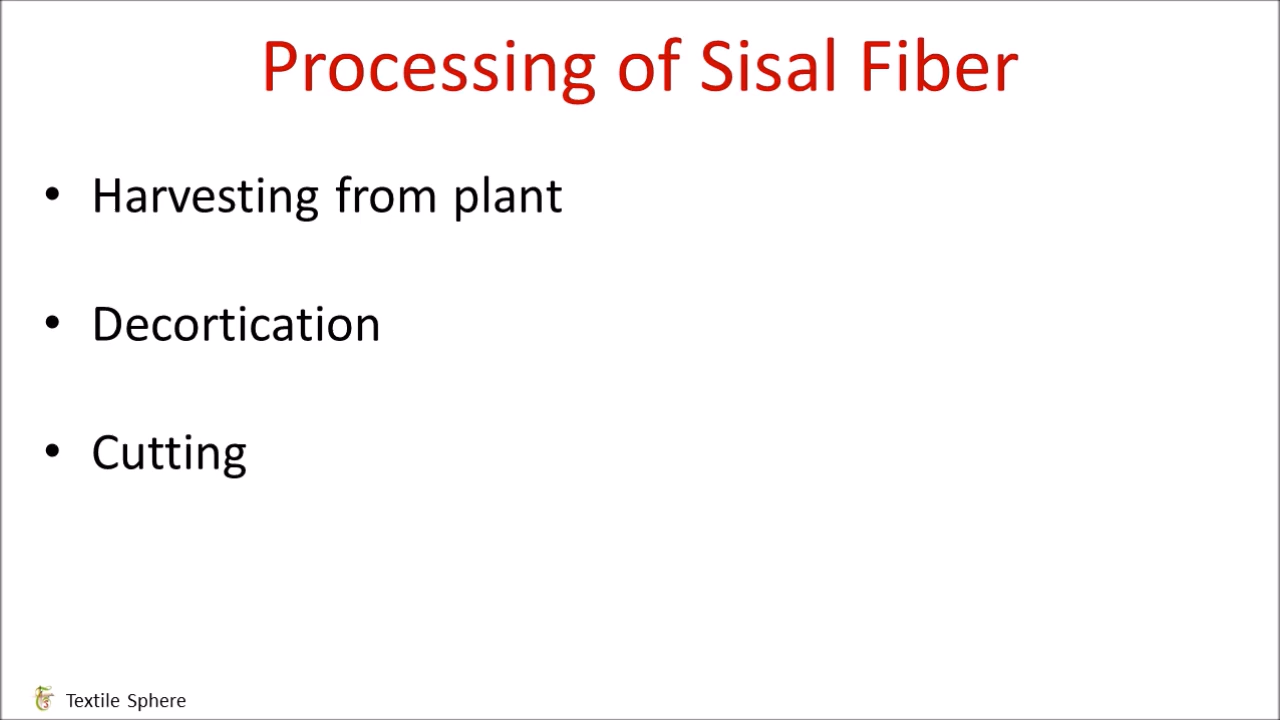 Processing of Sisal Fiber
• Harvesting from plant
• Decortication
• Cutting
Textile Sphere